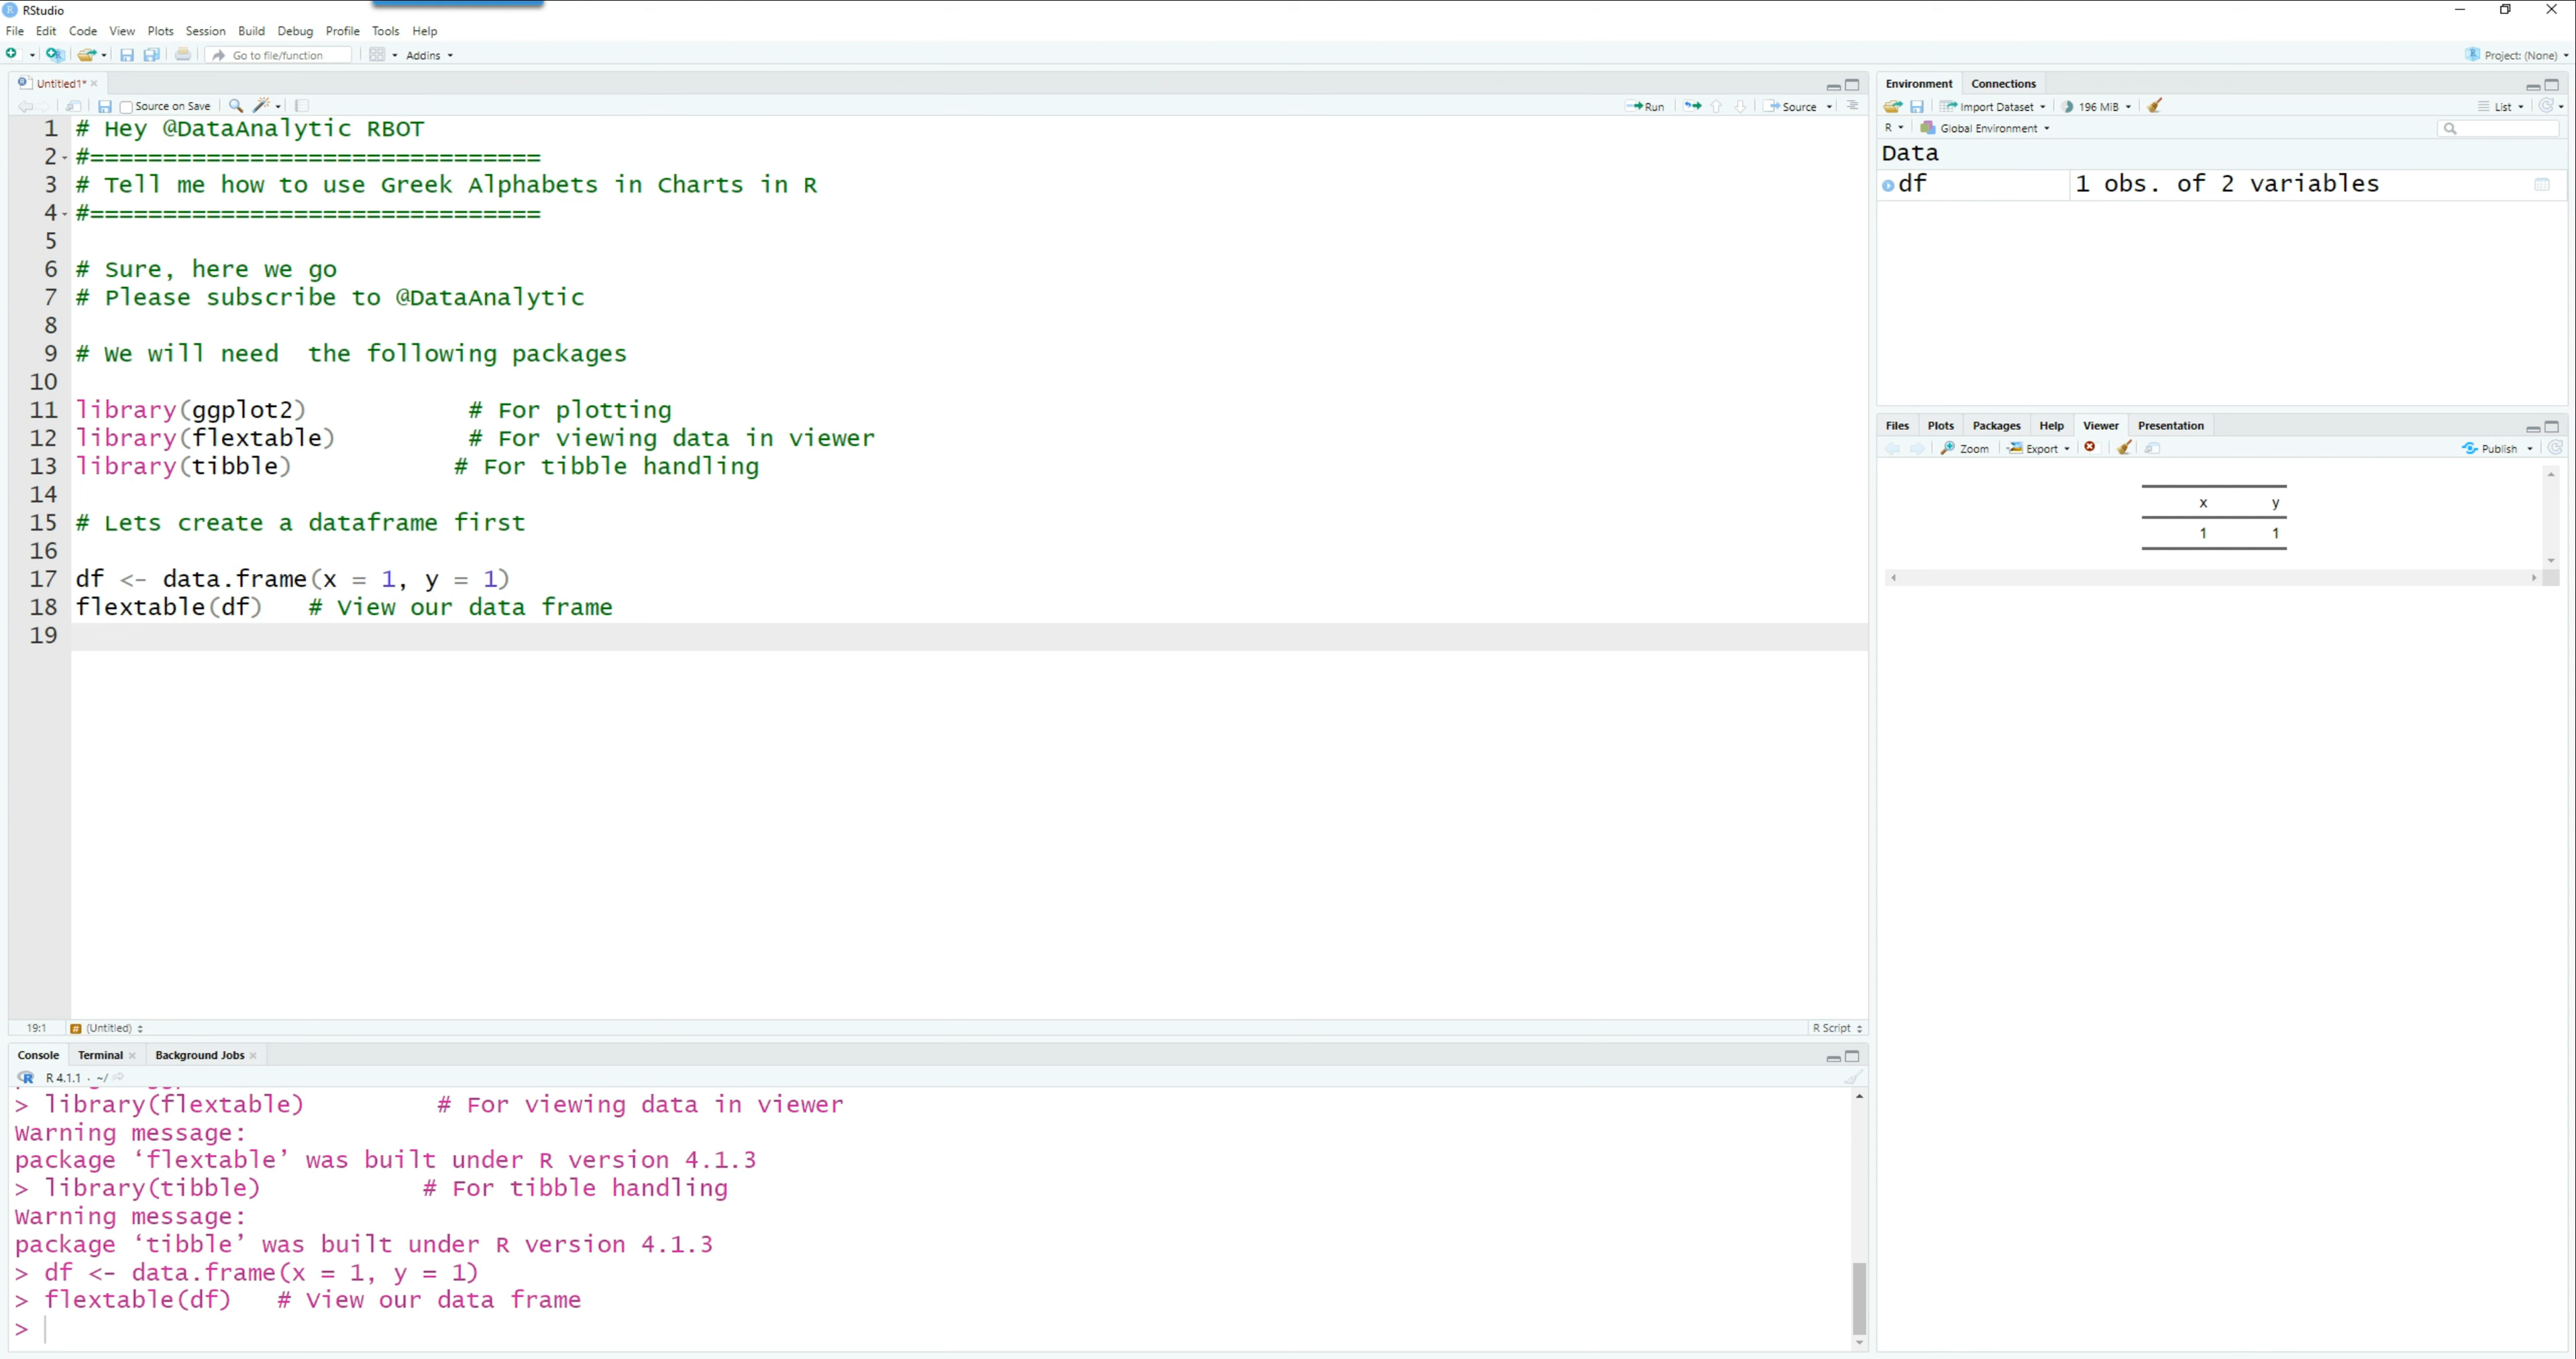 RStudio
File Edit Code View Plots Session Build Debug Profile Tools Help
Go to file/function Addins Project: (None)
Untitled1*
Source on Save Run Source
1 # Hey @DataAnalytic RBOT
2 #===============================
3 # Tell me how to use Greek Alphabets in Charts in R
4 #===============================
5
6 # Sure, here we go
7 # Please subscribe to @DataAnalytic
8
9 # We will need  the following packages
10
11 library(ggplot2)           # For plotting
12 library(flextable)         # For viewing data in viewer
13 library(tibble)           # For tibble handling
14
15 # Lets create a dataframe first
16
17 df <- data.frame(x = 1, y = 1)
18 flextable(df)   # View our data frame
19
19:1 (Untitled) R Script
Console Terminal Background Jobs
R 4.1.1 · ~/
> library(flextable)         # For viewing data in viewer
Warning message:
package ‘flextable’ was built under R version 4.1.3
> library(tibble)           # For tibble handling
Warning message:
package ‘tibble’ was built under R version 4.1.3
> df <- data.frame(x = 1, y = 1)
> flextable(df)   # View our data frame
>
Environment Connections
Import Dataset 196 MiB List
R Global Environment
Data
df 1 obs. of 2 variables
Files Plots Packages Help Viewer Presentation
Zoom Export Publish
x y
1 1